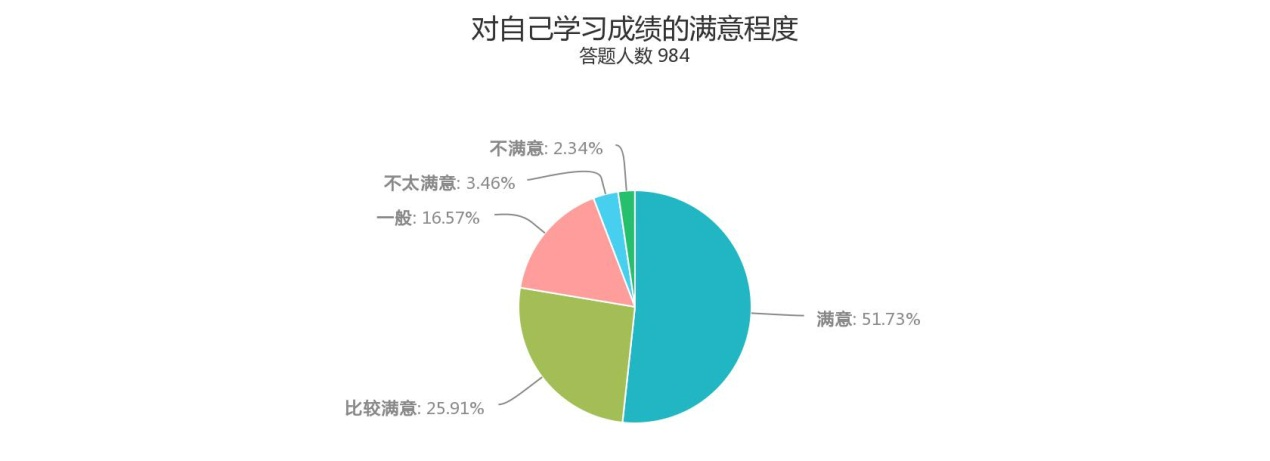 对自己学习成绩的满意程度
答题人数 984
不满意: 2.34%
不太满意: 3.46%
一般: 16.57%
满意: 51.73%
比较满意: 25.91%